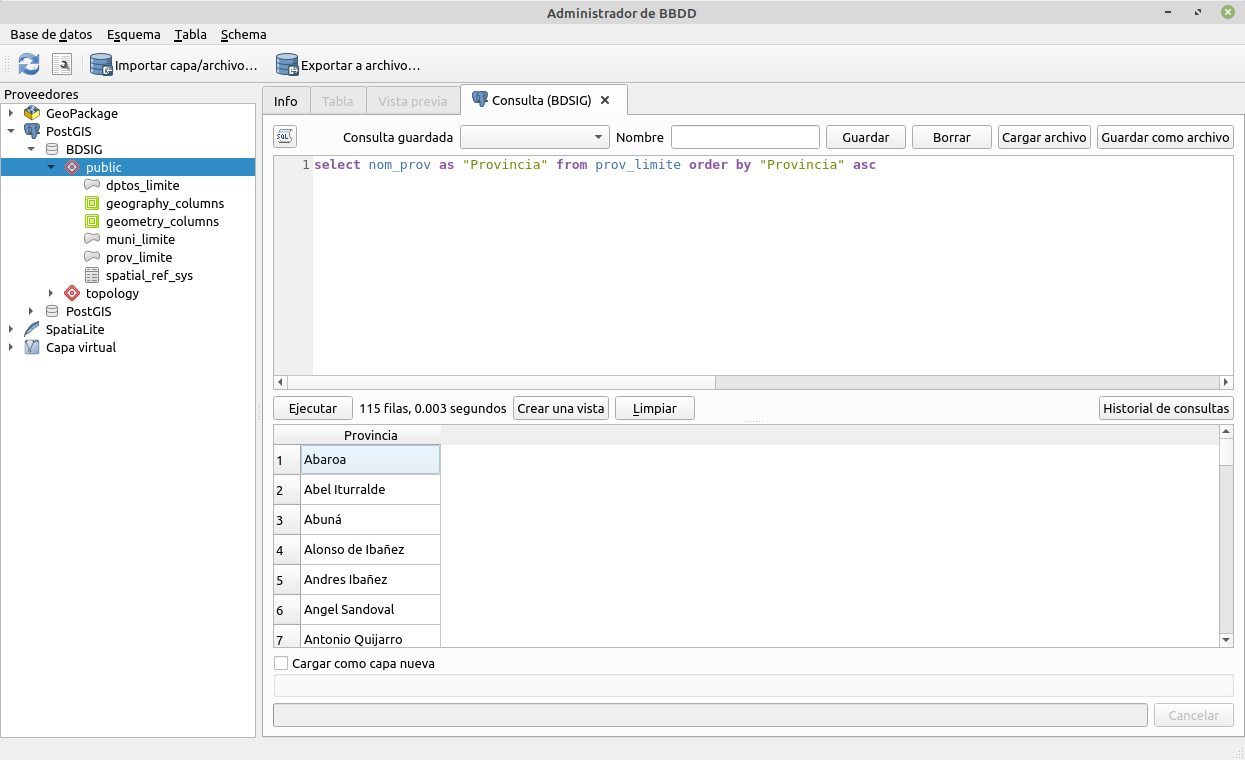 Administrador de BBDD
Base de datos Esquema Tabla Schema
Importar capa/archivo… Exportar a archivo…
Proveedores
GeoPackage
PostGIS
BDSIG
public
dptos_limite
geography_columns
geometry_columns
muni_limite
prov_limite
spatial_ref_sys
topology
PostGIS
SpatiaLite
Capa virtual
Info Tabla Vista previa Consulta (BDSIG)
SQL Consulta guardada Nombre Guardar Borrar Cargar archivo Guardar como archivo
1 select nom_prov as "Provincia" from prov_limite order by "Provincia" asc
Ejecutar 115 filas, 0.003 segundos Crear una vista Limpiar Historial de consultas
Provincia
1 Abaroa
2 Abel Iturralde
3 Abuná
4 Alonso de Ibañez
5 Andres Ibañez
6 Angel Sandoval
7 Antonio Quijarro
Cargar como capa nueva
Cancelar